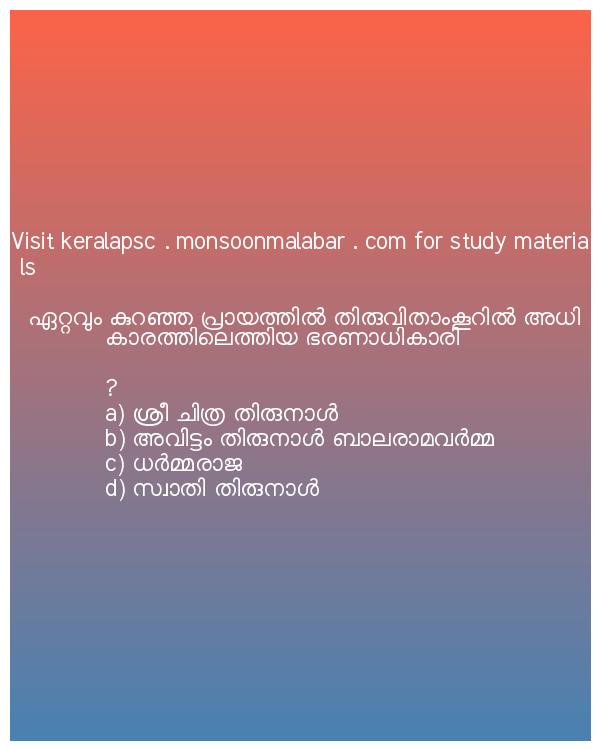 Visit keralapsc . monsoonmalabar . com for study materia
ls
ഏറ്റവും കുറഞ്ഞ പ്രായത്തിൽ തിരുവിതാംകൂറിൽ അധി
കാരത്തിലെത്തിയ ഭരണാധികാരി
?
a) ശ്രീ ചിത്ര തിരുനാൾ
b) അവിട്ടം തിരുനാൾ ബാലരാമവർമ്മ
c) ധർമ്മരാജ
d) സ്വാതി തിരുനാൾ